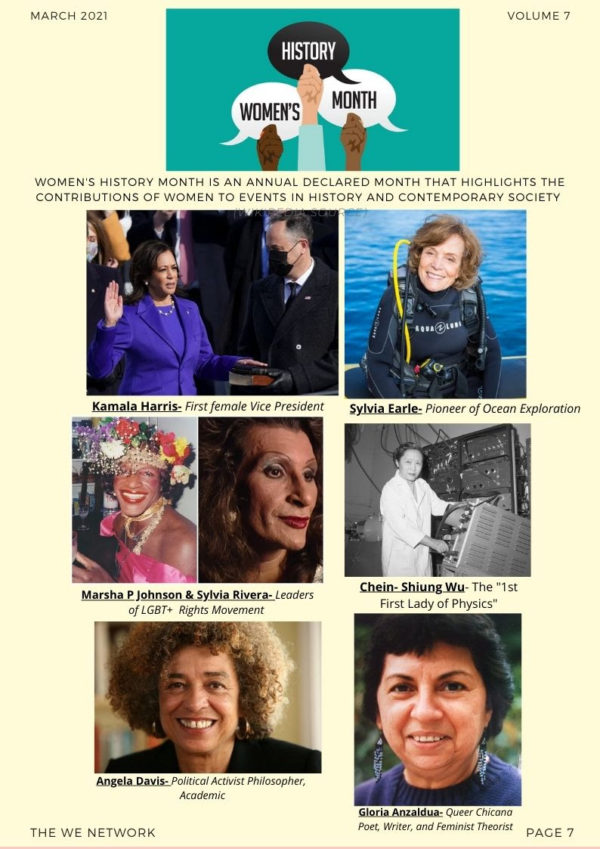 MARCH 2021
VOLUME 7
HISTORY
WOMEN'S
MONTH
WOMEN'S HISTORY MONTH IS AN ANNUAL DECLARED MONTH THAT HIGHLIGHTS THE
CONTRIBUTIONS OF WOMEN TO EVENTS IN HISTORY AND CONTEMPORARY SOCIETY
(WIKIPEDIA SOURCE)
Kamala Harris- First female Vice President
AQUA LUNG
Sylvia Earle- Pioneer of Ocean Exploration
Marsha P Johnson & Sylvia Rivera- Leaders
of LGBT+ Rights Movement
Chein- Shiung Wu- The "1st
First Lady of Physics"
Angela Davis- Political Activist Philosopher,
Academic
Gloria Anzaldua- Queer Chicana
Poet, Writer, and Feminist Theorist
THE WE NETWORK
PAGE 7